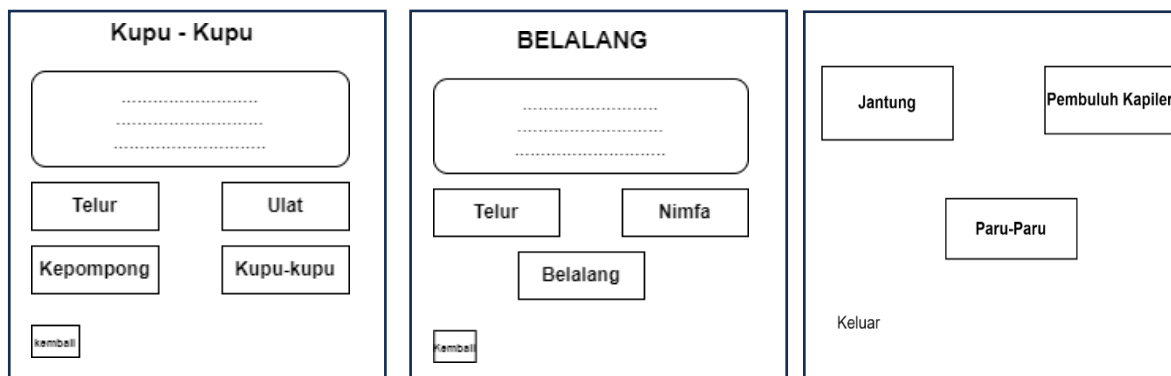 Kupu - Kupu
Telur
Ulat
Kepompong
Kupu-kupu
kembali
BELALANG
Telur
Nimfa
Belalang
Kembali
Jantung
Pembuluh Kapiler
Paru-Paru
Keluar